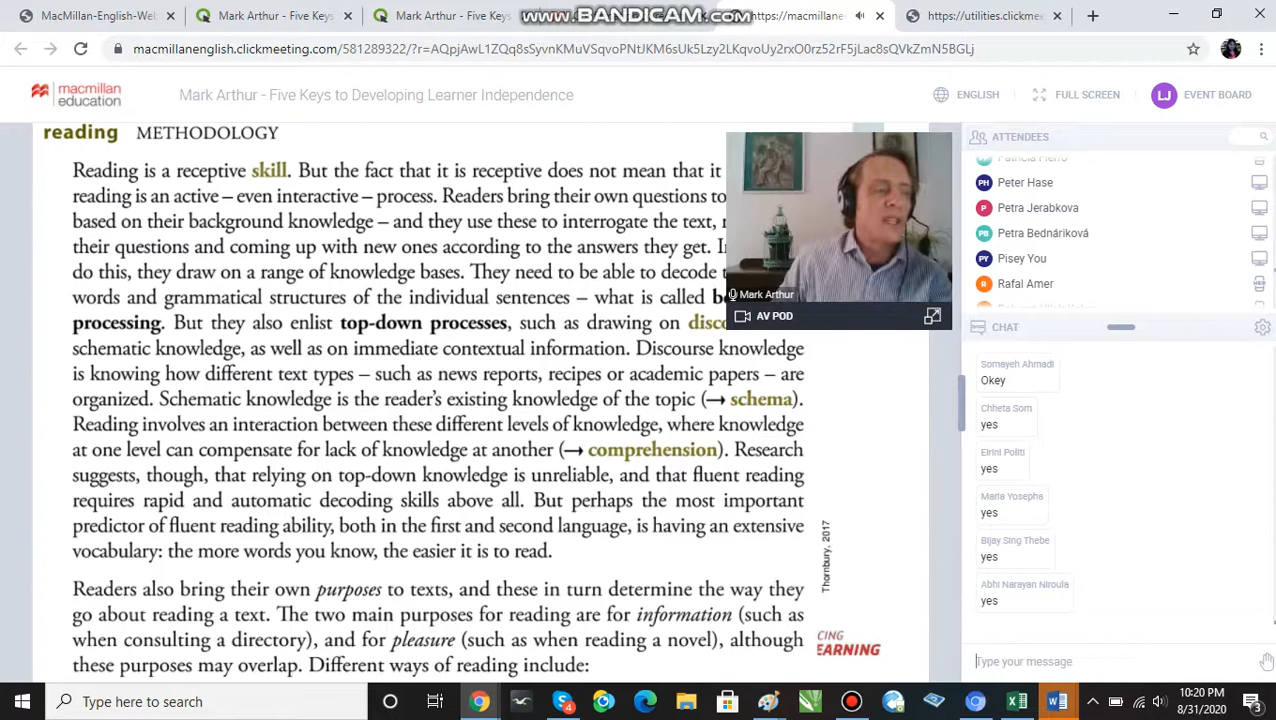 MacMillan-English-Web
Mark Arthur - Five Keys to
Mark Arthur - Five Keys
www.BANDICAM.com
https://macmillane
https://utilities.clickme
macmillanenglish.clickmeeting.com/581289322/?r=AQpjAwL1ZQq8sSyvnKMuVSqvoPNtJKM6sUk5Lzy2LKqvoUy2rxO0rz52rF5jLac8sQVkZmN5BGLj
macmillan
education
Mark Arthur - Five Keys to Developing Learner Independence
ENGLISH
FULL SCREEN
LJ
EVENT BOARD
reading METHODOLOGY
Reading is a receptive skill. But the fact that it is receptive does not mean that it
reading is an active – even interactive – process. Readers bring their own questions to
based on their background knowledge – and they use these to interrogate the text,
their questions and coming up with new ones according to the answers they get.
do this, they draw on a range of knowledge bases. They need to be able to decode
words and grammatical structures of the individual sentences – what is called
processing. But they also enlist top-down processes, such as drawing on
schematic knowledge, as well as on immediate contextual information. Discourse knowledge
is knowing how different text types – such as news reports, recipes or academic papers – are
organized. Schematic knowledge is the reader's existing knowledge of the topic (→ schema).
Reading involves an interaction between these different levels of knowledge, where knowledge
at one level can compensate for lack of knowledge at another (→ comprehension). Research
suggests, though, that relying on top-down knowledge is unreliable, and that fluent reading
requires rapid and automatic decoding skills above all. But perhaps the most important
predictor of fluent reading ability, both in the first and second language, is having an extensive
vocabulary: the more words you know, the easier it is to read.
Readers also bring their own purposes to texts, and these in turn determine the way they
go about reading a text. The two main purposes for reading are for information (such as
when consulting a directory), and for pleasure (such as when reading a novel), although
these purposes may overlap. Different ways of reading include:
Thornbury, 2017
Mark Arthur
AV POD
ATTENDEES
Patricia Fierro
PH Peter Hase
P Petra Jerabkova
PB Petra Bednáriková
PY Pisey You
R Rafal Amer
CHAT
Somayeh Ahmadi
Okey
Chheta Som
yes
Eirini Politi
yes
Maria Yosepha
yes
Bijay Sing Thebe
yes
Abhi Narayan Niroula
yes
Type your message
Type here to search
4
10:20 PM
8/31/2020
3